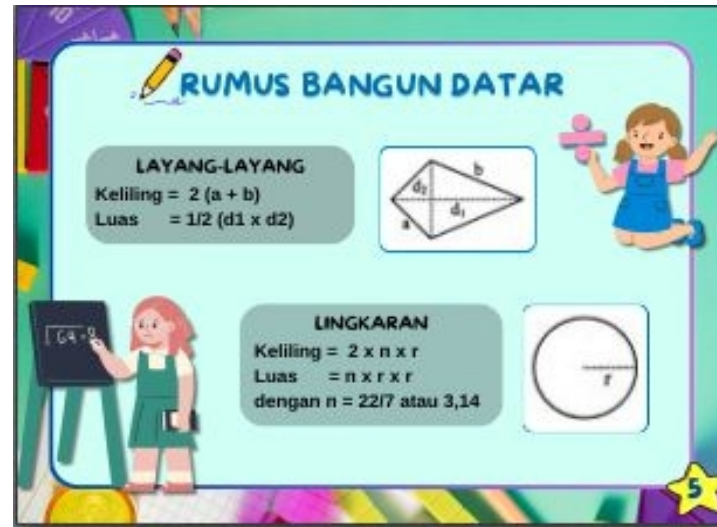 RUMUS BANGUN DATAR
LAYANG-LAYANG
Keliling = 2 (a + b)
Luas = 1/2 (d1 x d2)
d2
b
d1
a
LINGKARAN
Keliling = 2 x n x r
Luas = n x r x r
dengan n = 22/7 atau 3,14
r
5